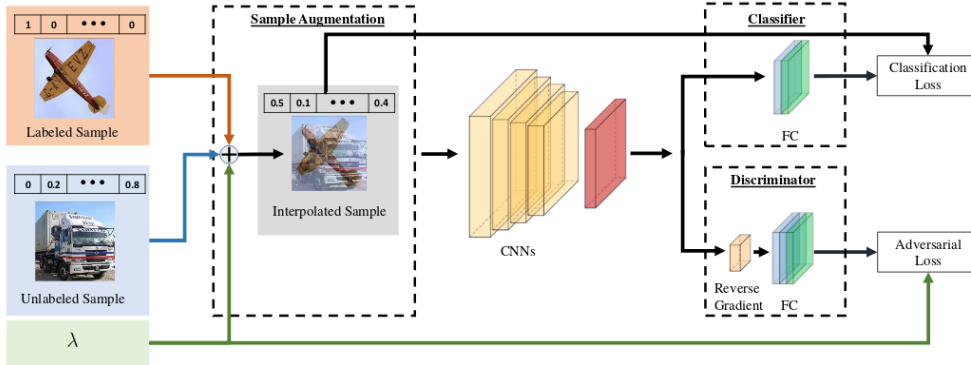 1 0 ●●● 0
Labeled Sample
0 0.2 ●●● 0.8
Unlabeled Sample
λ
Sample Augmentation
+
0.5 0.1 ●●● 0.4
Interpolated Sample
CNNs
Classifier
FC
Classification
Loss
Discriminator
Reverse
Gradient
FC
Adversarial
Loss